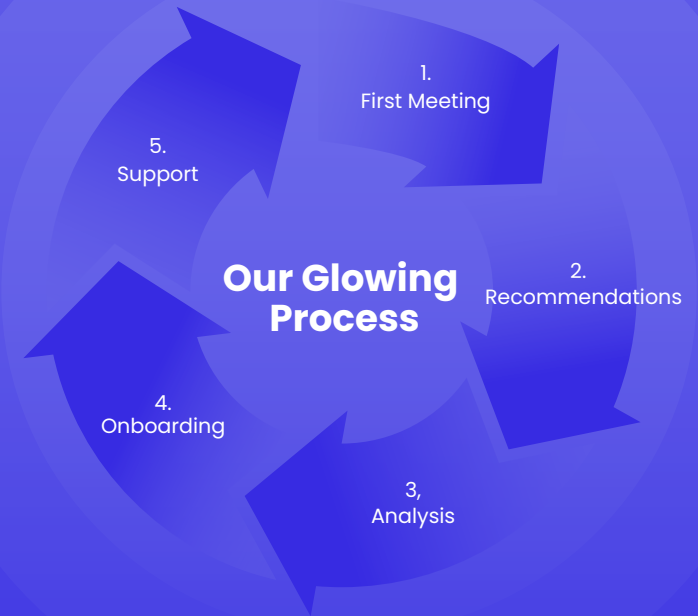 Our Glowing
Process
1.
First Meeting
2.
Recommendations
3,
Analysis
4.
Onboarding
5.
Support